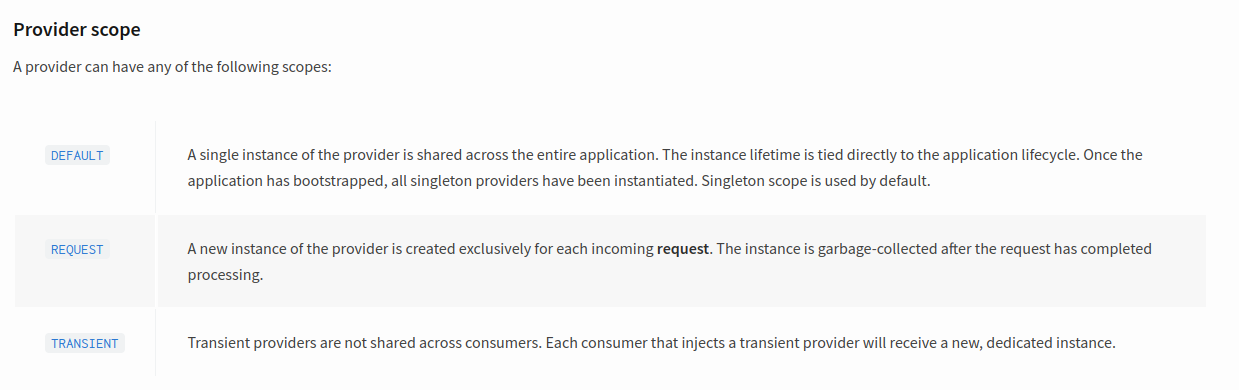 Provider scope
A provider can have any of the following scopes:
DEFAULT
A single instance of the provider is shared across the entire application. The instance lifetime is tied directly to the application lifecycle. Once the
application has bootstrapped, all singleton providers have been instantiated. Singleton scope is used by default.
REQUEST
A new instance of the provider is created exclusively for each incoming request. The instance is garbage-collected after the request has completed
processing.
TRANSIENT
Transient providers are not shared across consumers. Each consumer that injects a transient provider will receive a new, dedicated instance.